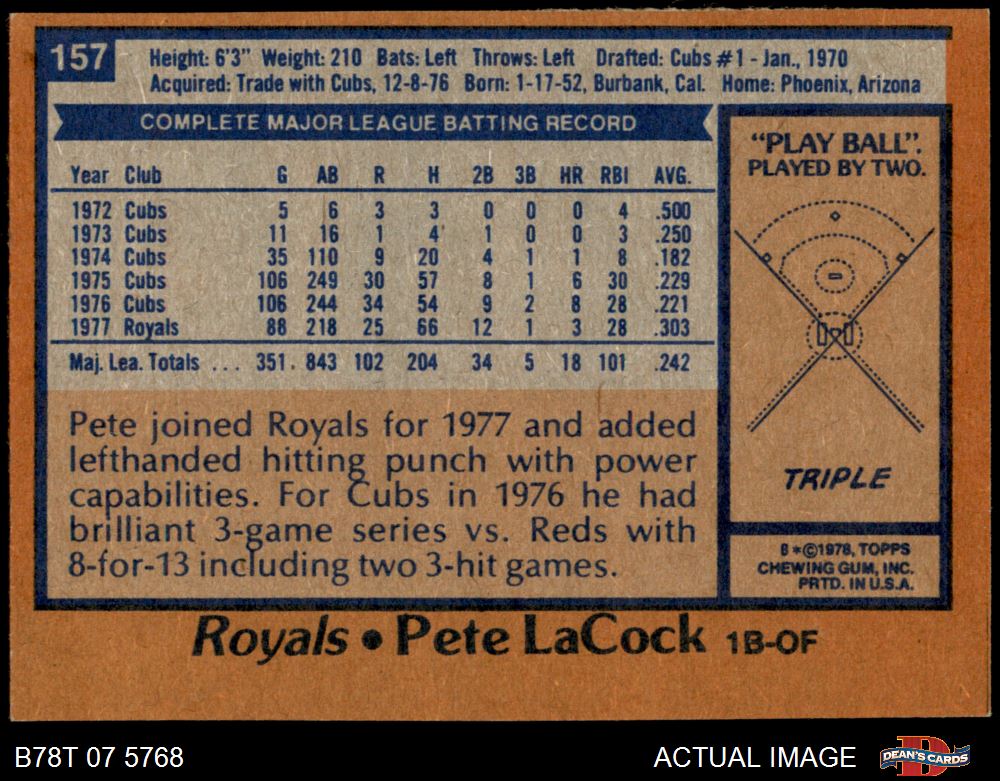 157
Height: 6'3" Weight: 210 Bats: Left Throws: Left Drafted: Cubs #1 - Jan., 1970
Acquired: Trade with Cubs, 12-8-76 Born: 1-17-52, Burbank, Cal. Home: Phoenix, Arizona
COMPLETE MAJOR LEAGUE BATTING RECORD
Year Club G AB R H 2B 3B HR RBI AVG.
1972 Cubs 5 6 3 3 0 0 0 4 .500
1973 Cubs 11 16 1 4 1 0 0 3 .250
1974 Cubs 35 110 9 20 4 1 1 8 .182
1975 Cubs 106 249 30 57 8 1 6 30 .229
1976 Cubs 106 244 34 54 9 2 8 28 .221
1977 Royals 88 218 25 66 12 1 3 28 .303
Maj. Lea. Totals ... 351 843 102 204 34 5 18 101 .242
Pete joined Royals for 1977 and added
lefthanded hitting punch with power
capabilities. For Cubs in 1976 he had
brilliant 3-game series vs. Reds with
8-for-13 including two 3-hit games.
"PLAY BALL".
PLAYED BY TWO.
TRIPLE
B*©1978, TOPPS
CHEWING GUM, INC.
PRTD. IN U.S.A.
Royals • Pete LaCock 1B-OF
B78T 07 5768
ACTUAL IMAGE
DEAN'S CARDS